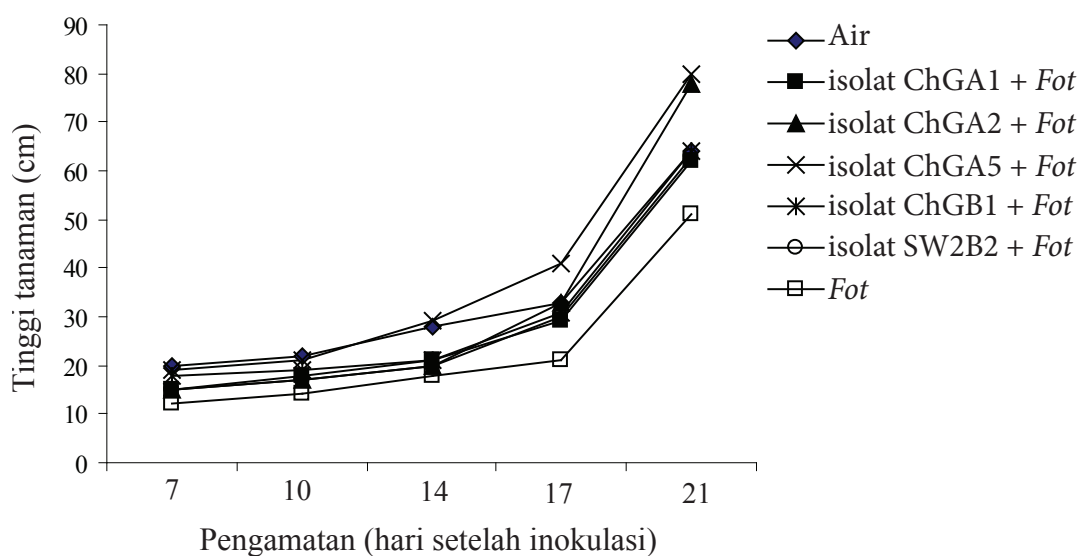 90
80
70
60
50
40
30
20
10
0
Tinggi tanaman (cm)
7 10 14 17 21
Pengamatan (hari setelah inokulasi)
Air
isolat ChGA1 + Fot
isolat ChGA2 + Fot
isolat ChGA5 + Fot
isolat ChGB1 + Fot
isolat SW2B2 + Fot
Fot